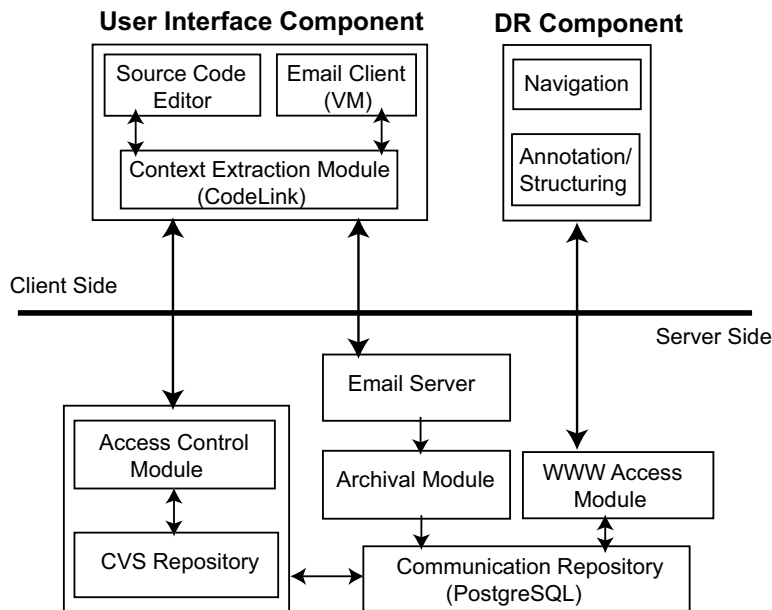 User Interface Component
DR Component
Source Code
Editor
Email Client
(VM)
Context Extraction Module
(CodeLink)
Navigation
Annotation/
Structuring
Client Side
Server Side
Email Server
Access Control
Module
Archival Module
WWW Access
Module
CVS Repository
Communication Repository
(PostgreSQL)